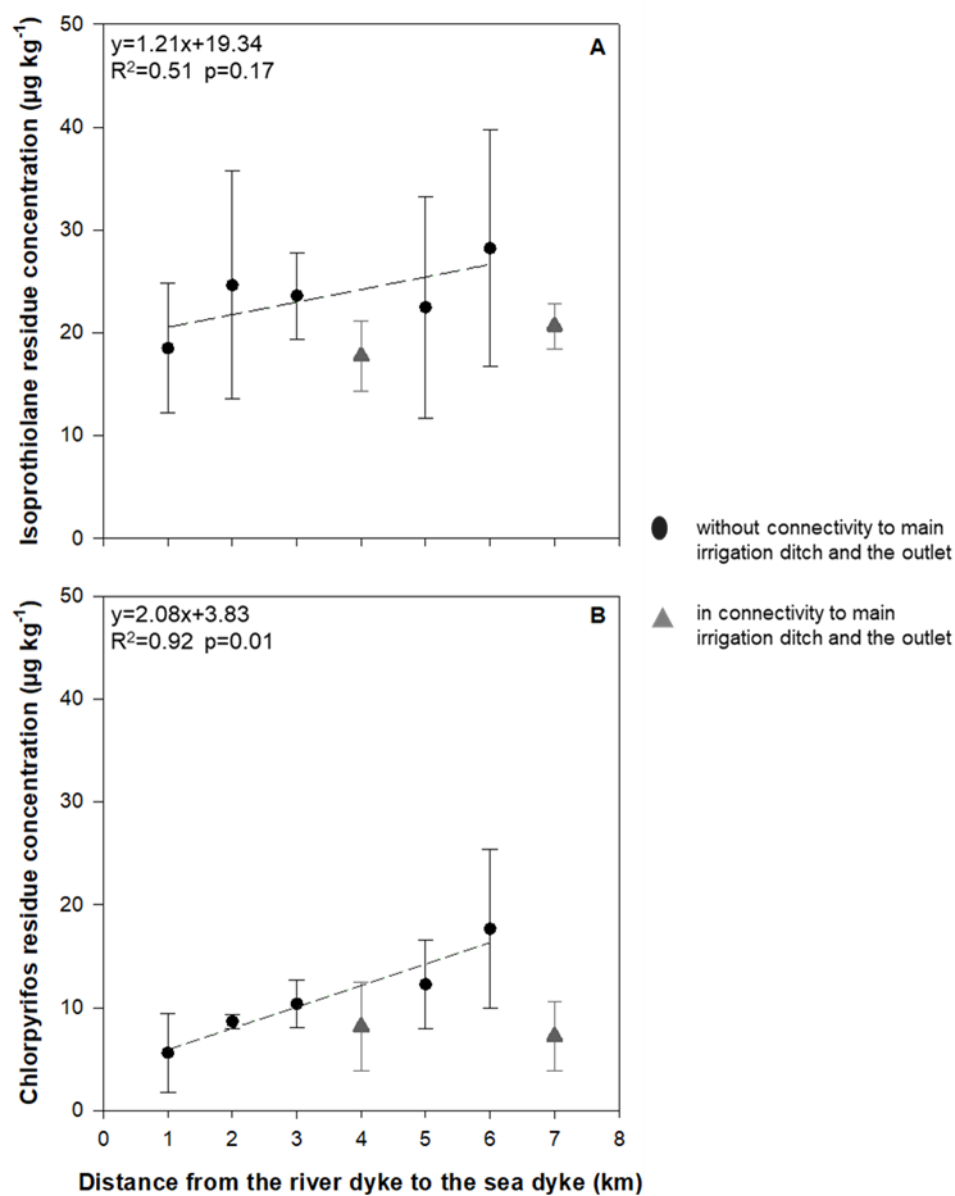 50
40
30
20
10
0
Isoprothiolane residue concentration (µg kg⁻¹)
y=1.21x+19.34
R²=0.51 p=0.17
A
without connectivity to main
irrigation ditch and the outlet
in connectivity to main
irrigation ditch and the outlet
50
40
30
20
10
0
Chlorpyrifos residue concentration (µg kg⁻¹)
y=2.08x+3.83
R²=0.92 p=0.01
B
0 1 2 3 4 5 6 7 8
Distance from the river dyke to the sea dyke (km)